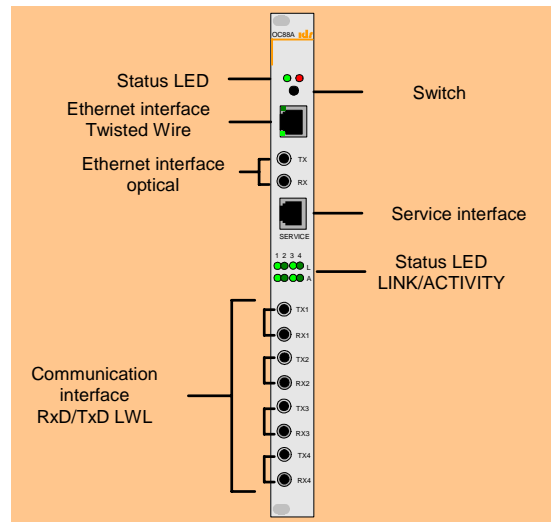 OC88A ids
Status LED
Switch
Ethernet interface
Twisted Wire
Ethernet interface
optical
TX
RX
Service interface
SERVICE
1 2 3 4
L
A
Status LED
LINK/ACTIVITY
TX1
RX1
TX2
RX2
Communication
interface
RxD/TxD LWL
TX3
RX3
TX4
RX4